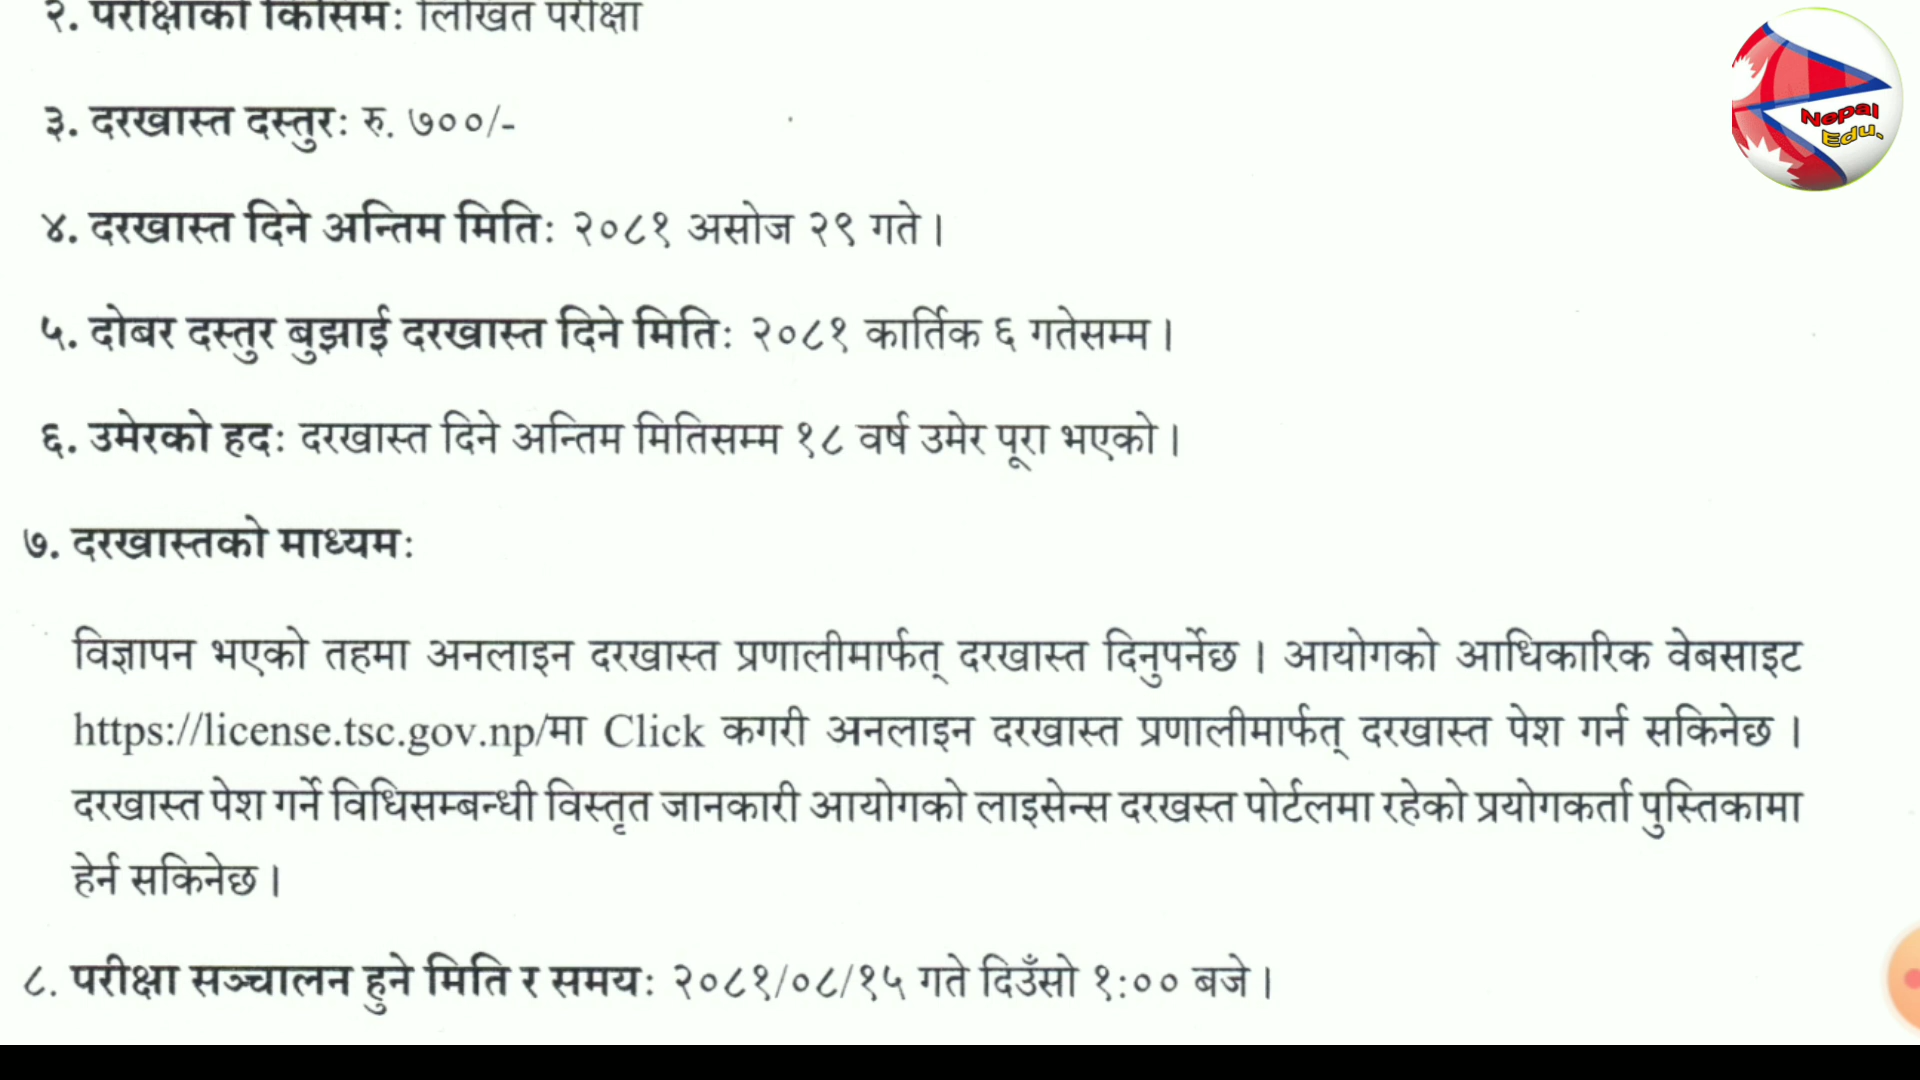 २. परीक्षाको किसिमः लिखित परीक्षा
Nepal
Edu.
३. दरखास्त दस्तुरः रु. ७००/-
४. दरखास्त दिने अन्तिम मितिः २०८१ असोज २९ गते ।
५. दोबर दस्तुर बुझाई दरखास्त दिने मितिः २०८१ कार्तिक ६ गतेसम्म ।
६. उमेरको हदः दरखास्त दिने अन्तिम मितिसम्म १८ वर्ष उमेर पूरा भएको ।
७. दरखास्तको माध्यमः
विज्ञापन भएको तहमा अनलाइन दरखास्त प्रणालीमार्फत् दरखास्त दिनुपर्नेछ । आयोगको आधिकारिक वेबसाइट
https://license.tsc.gov.np/मा Click कगरी अनलाइन दरखास्त प्रणालीमार्फत् दरखास्त पेश गर्न सकिनेछ ।
दरखास्त पेश गर्ने विधिसम्बन्धी विस्तृत जानकारी आयोगको लाइसेन्स दरखस्त पोर्टलमा रहेको प्रयोगकर्ता पुस्तिकामा
हेर्न सकिनेछ ।
८. परीक्षा सञ्चालन हुने मिति र समयः २०८१/०८/१५ गते दिउँसो १:०० बजे ।